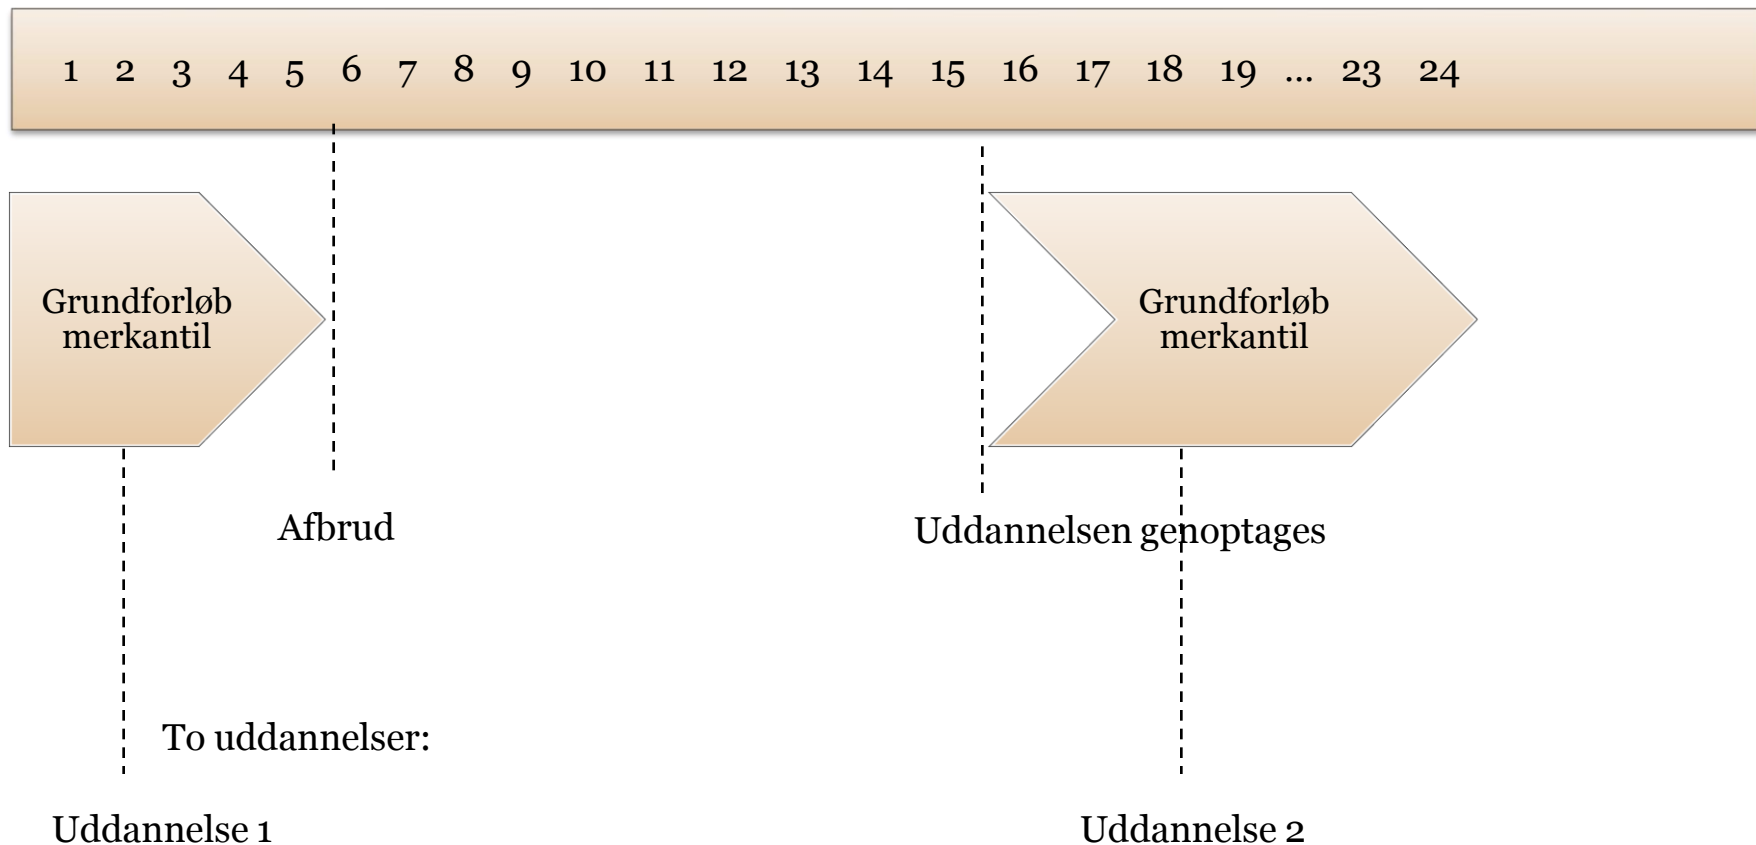 1 2 3 4 5 6 7 8 9 10 11 12 13 14 15 16 17 18 19 ... 23 24
Grundforløb
merkantil
Grundforløb
merkantil
Afbrud
Uddannelsen genoptages
To uddannelser:
Uddannelse 1
Uddannelse 2